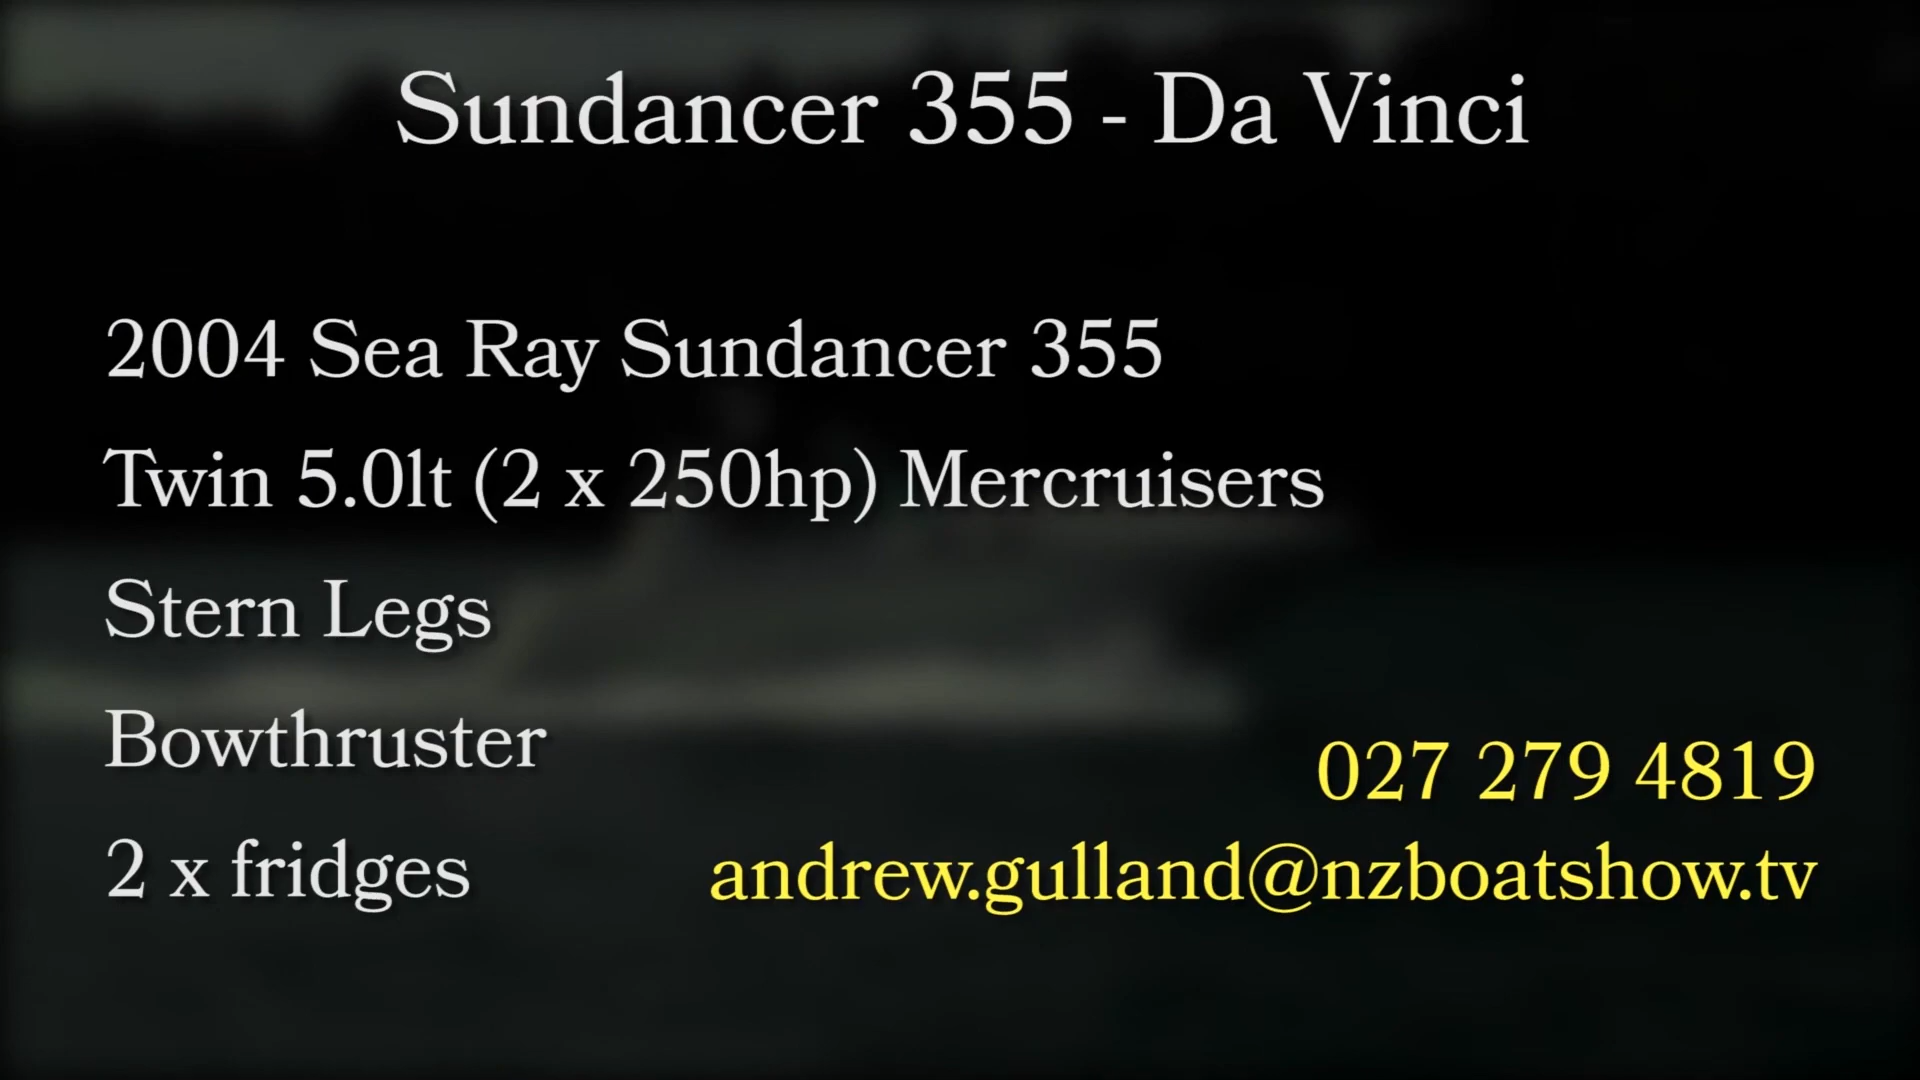 Sundancer 355 - Da Vinci
2004 Sea Ray Sundancer 355
Twin 5.0lt (2 x 250hp) Mercruisers
Stern Legs
Bowthruster
2 x fridges
027 279 4819
andrew.gulland@nzboatshow.tv